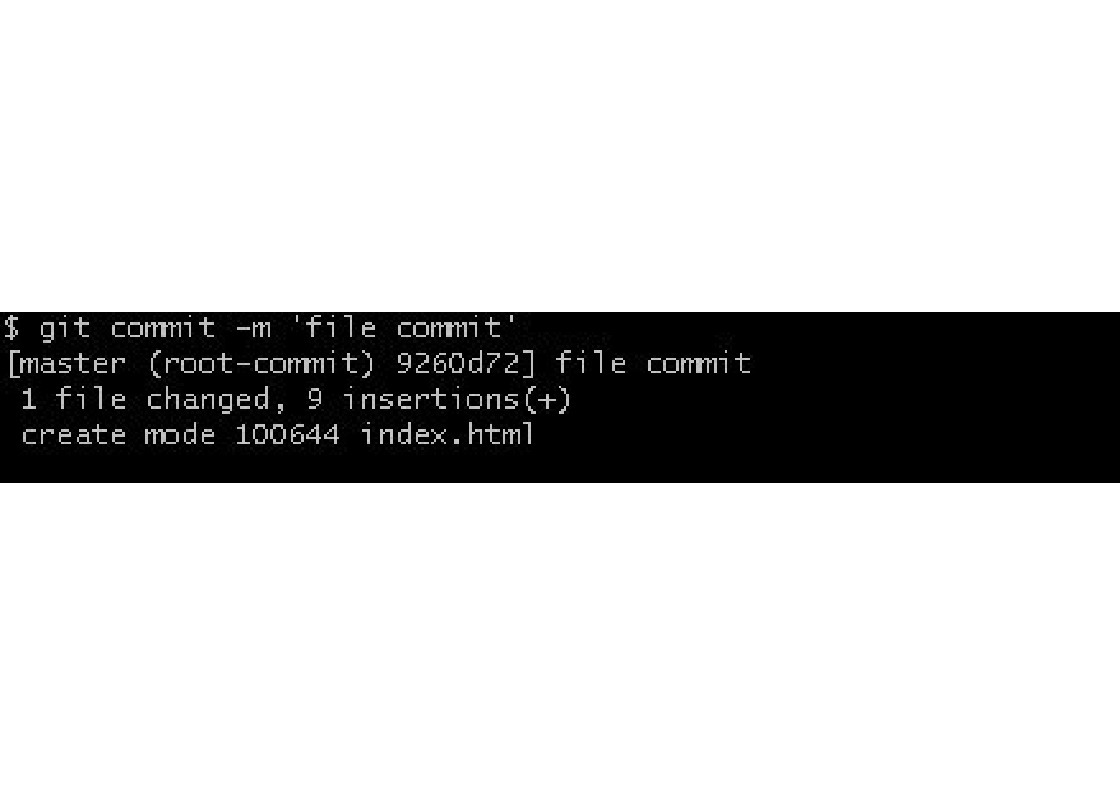 $ git commit -m 'file commit'
[master (root-commit) 9260d72] file commit
 1 file changed, 9 insertions(+)
 create mode 100644 index.html